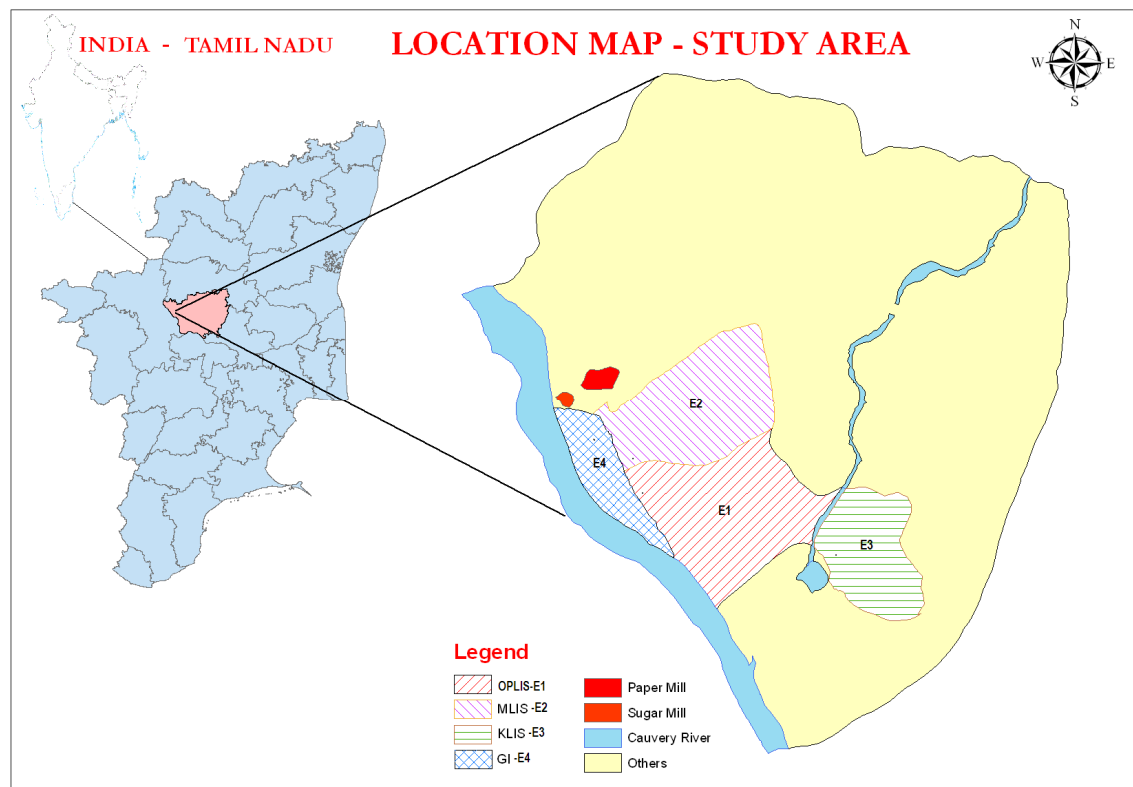 INDIA - TAMIL NADU
LOCATION MAP - STUDY AREA
N
W
E
S
E2
E4
E1
E3
Legend
OPLIS-E1
MLIS -E2
KLIS -E3
GI -E4
Paper Mill
Sugar Mill
Cauvery River
Others